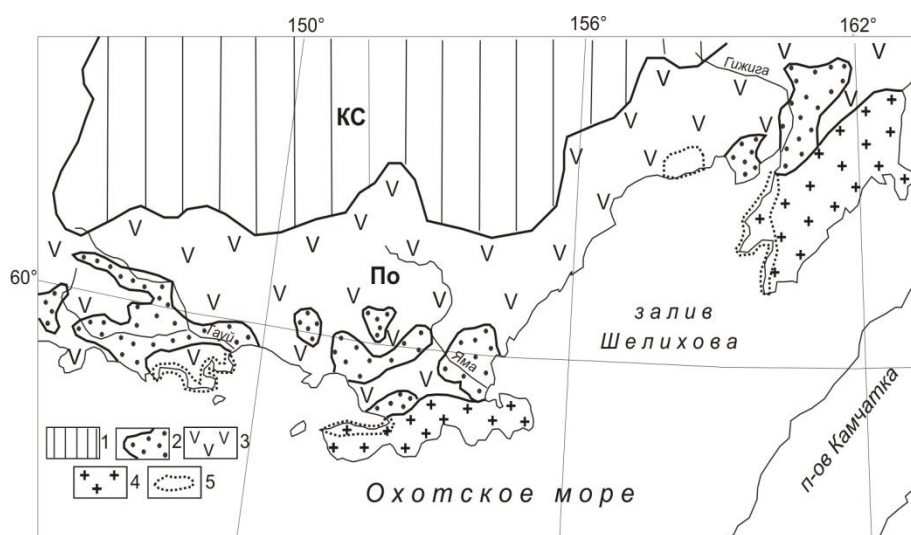 150° 156° 162°
Гижига
КС
По
60°
Гауй
Яма
залив
Шелихова
п-ов Камчатка
1 2 3
4 5
Охотское море